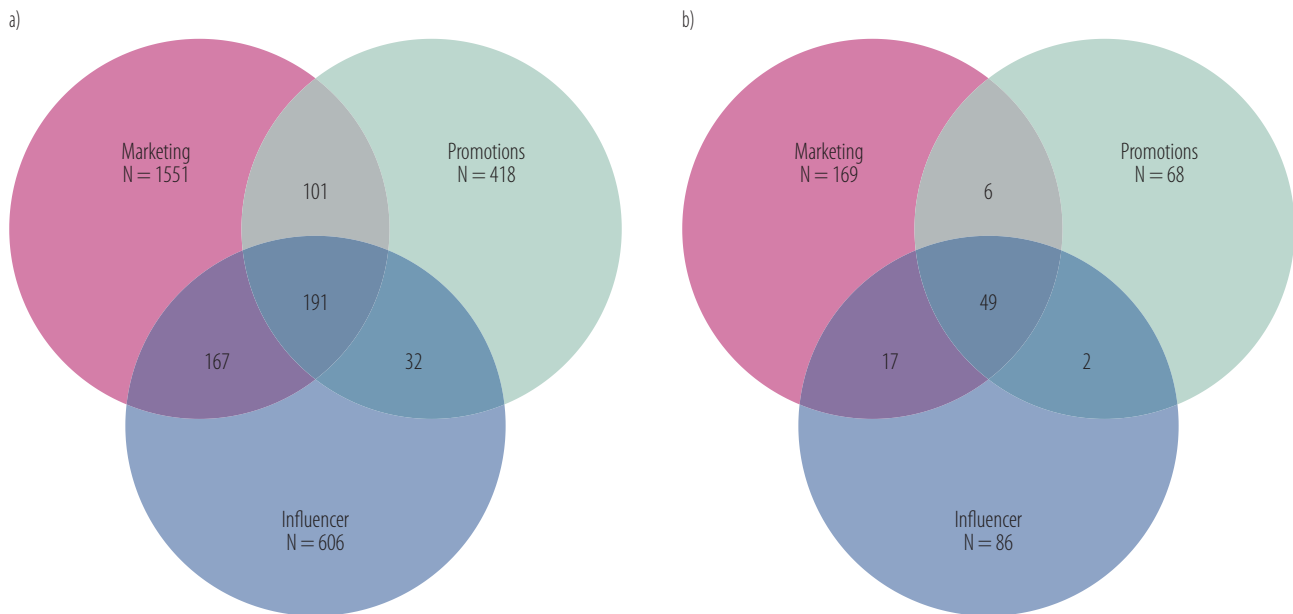 a)
Marketing
N = 1551
Promotions
N = 418
101
191
167
32
Influencer
N = 606
b)
Marketing
N = 169
Promotions
N = 68
6
49
17
2
Influencer
N = 86